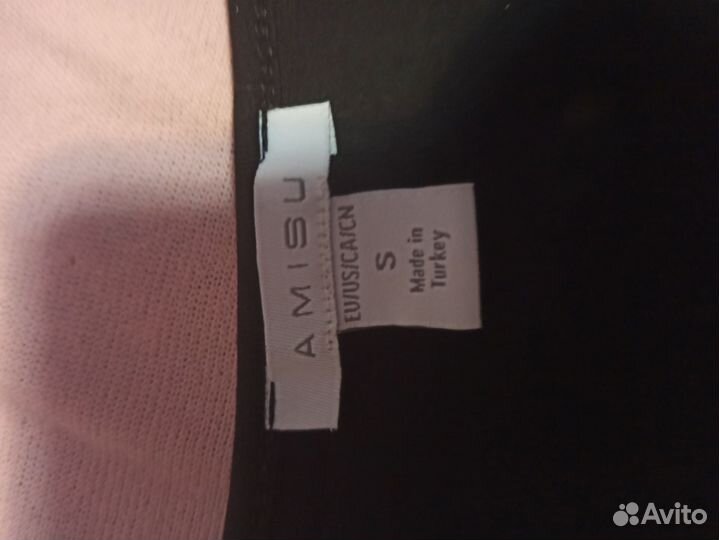 AMISU
EU/US/CA/CN
S
Made in
Turkey
Avito